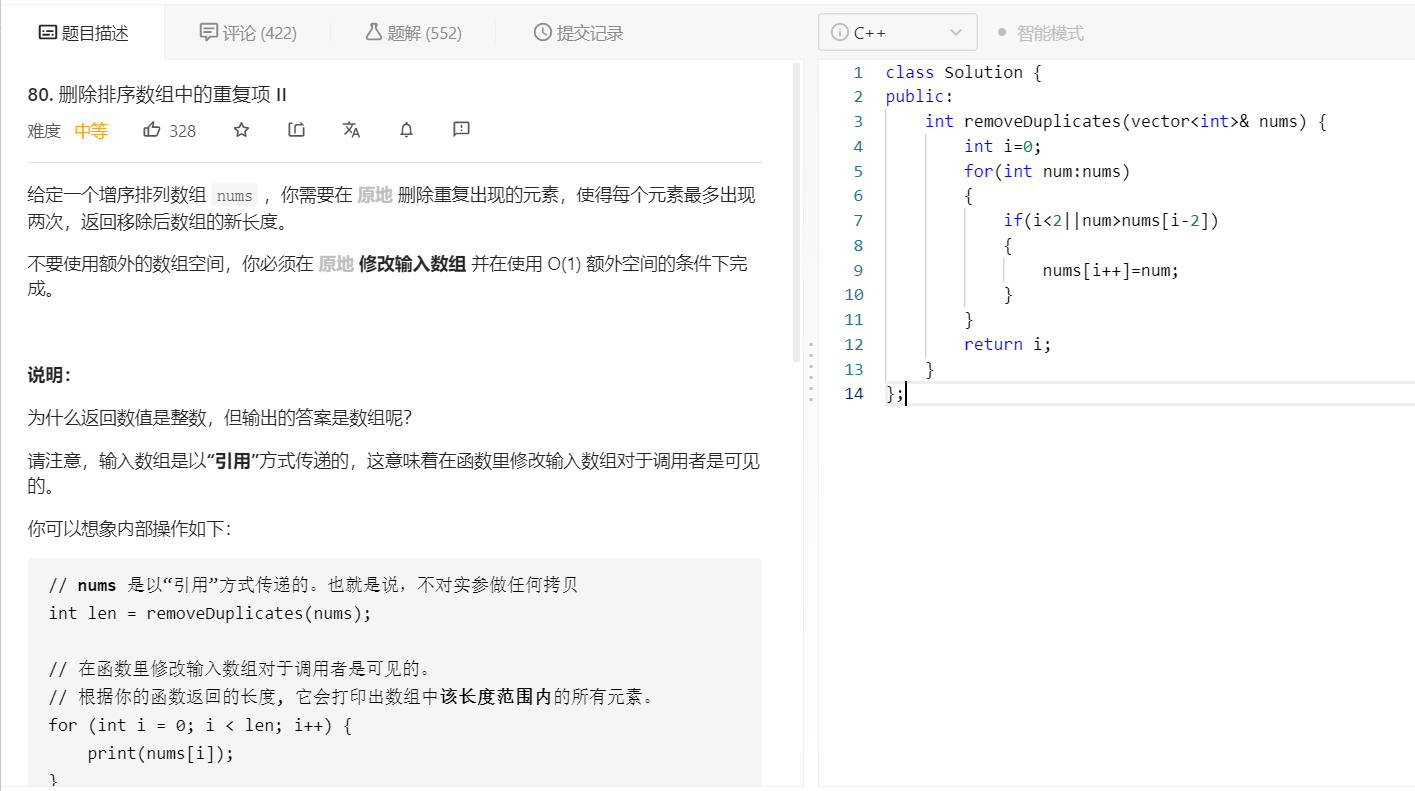 题目描述 评论 (422) 题解 (552) 提交记录
80. 删除排序数组中的重复项 II
难度 中等 328
给定一个增序排列数组 nums ，你需要在 原地 删除重复出现的元素，使得每个元素最多出现
两次，返回移除后数组的新长度。
不要使用额外的数组空间，你必须在 原地 修改输入数组 并在使用 O(1) 额外空间的条件下完
成。
说明：
为什么返回数值是整数，但输出的答案是数组呢？
请注意，输入数组是以“引用”方式传递的，这意味着在函数里修改输入数组对于调用者是可见
的。
你可以想象内部操作如下：
// nums 是以“引用”方式传递的。也就是说，不对实参做任何拷贝
int len = removeDuplicates(nums);
// 在函数里修改输入数组对于调用者是可见的。
// 根据你的函数返回的长度, 它会打印出数组中该长度范围内的所有元素。
for (int i = 0; i < len; i++) {
    print(nums[i]);
}
C++ 智能模式
1 class Solution {
2 public:
3     int removeDuplicates(vector<int>& nums) {
4         int i=0;
5         for(int num:nums)
6         {
7             if(i<2||num>nums[i-2])
8             {
9                 nums[i++]=num;
10             }
11         }
12         return i;
13     }
14 };